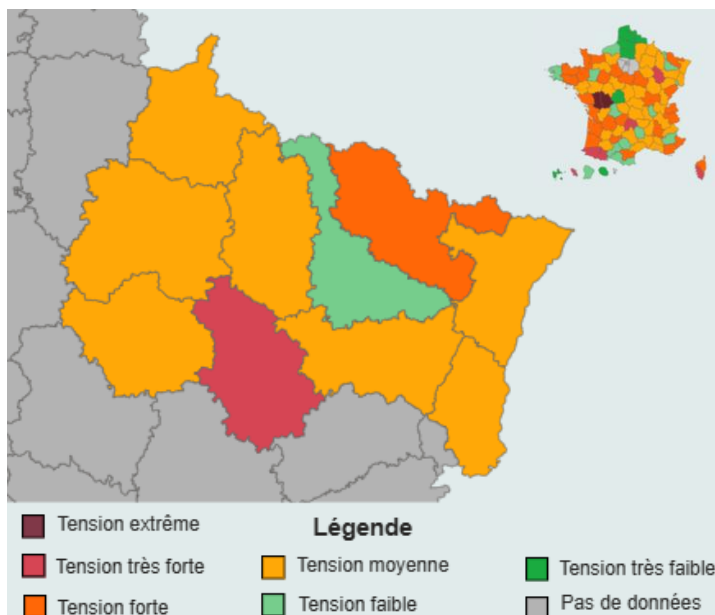 Légende
Tension extrême
Tension très forte
Tension forte
Tension moyenne
Tension faible
Tension très faible
Pas de données